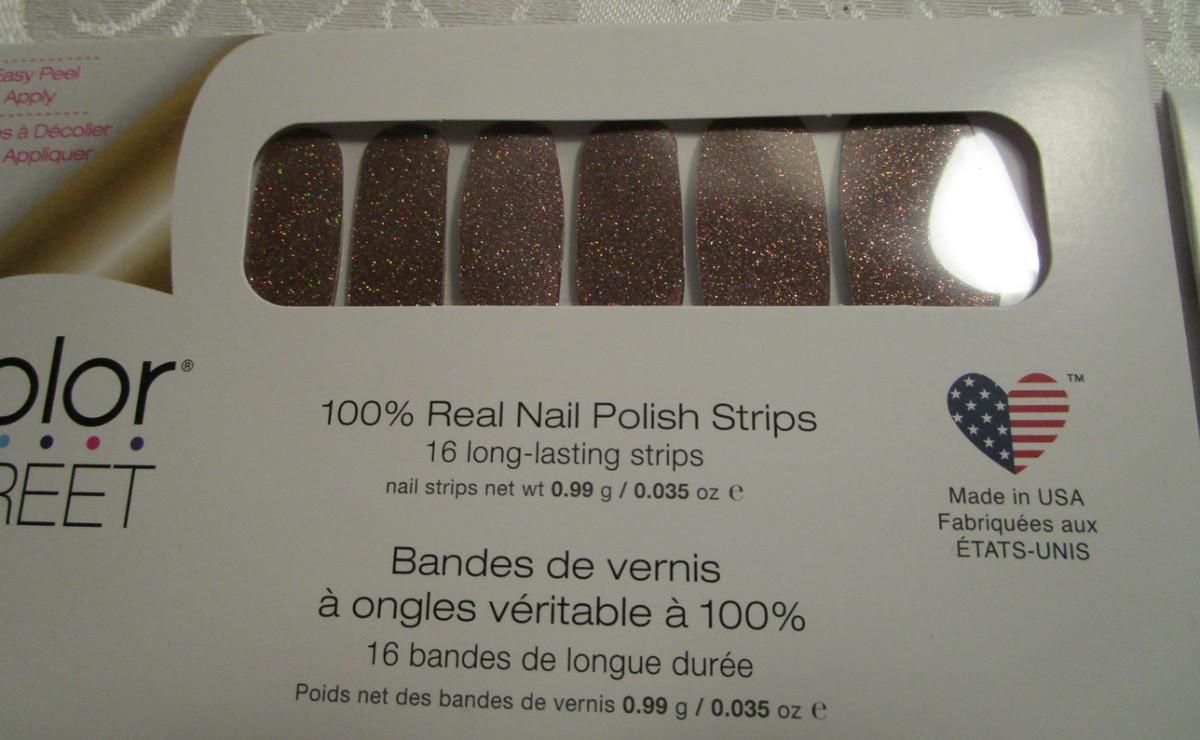 Easy Peel
Apply
es à Décoller
Appliquer
olor®
REET
100% Real Nail Polish Strips
16 long-lasting strips
nail strips net wt 0.99 g / 0.035 oz ℮
Bandes de vernis
à ongles véritable à 100%
16 bandes de longue durée
Poids net des bandes de vernis 0.99 g / 0.035 oz ℮
TM
Made in USA
Fabriquées aux
ÉTATS-UNIS